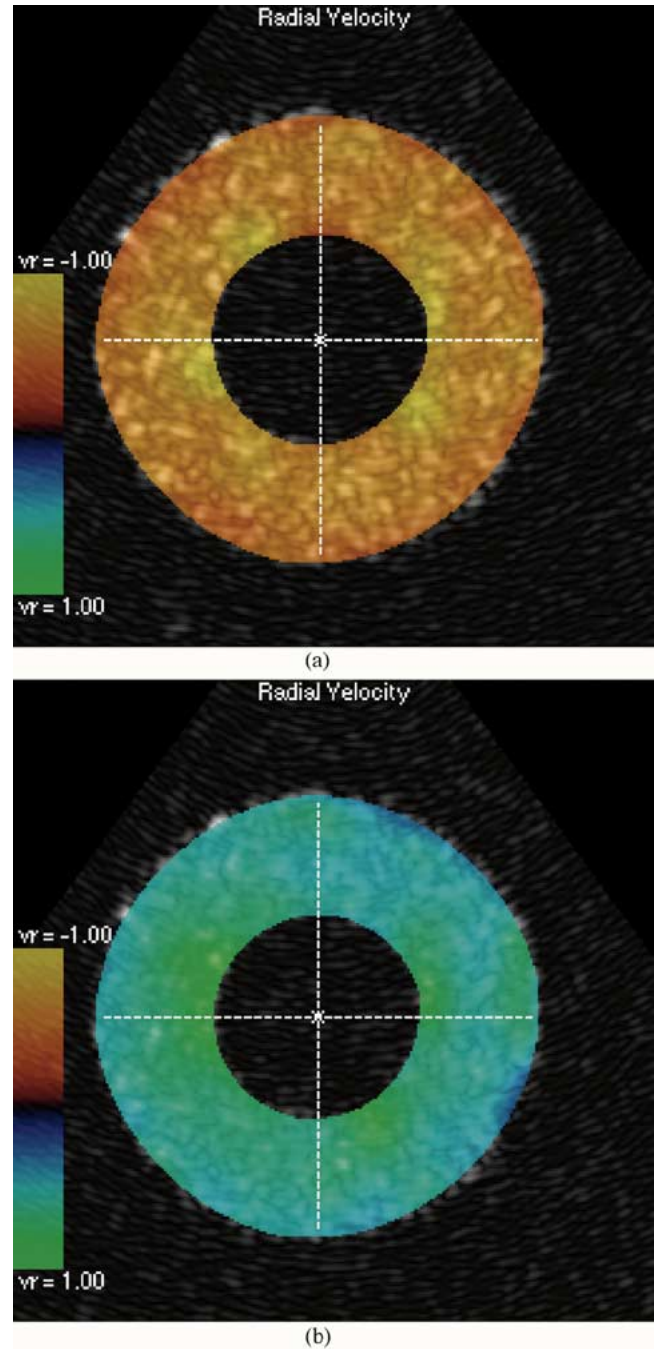 Radial Velocity
vr = -1.00
vr = 1.00
(a)
Radial Velocity
vr = -1.00
vr = 1.00
(b)